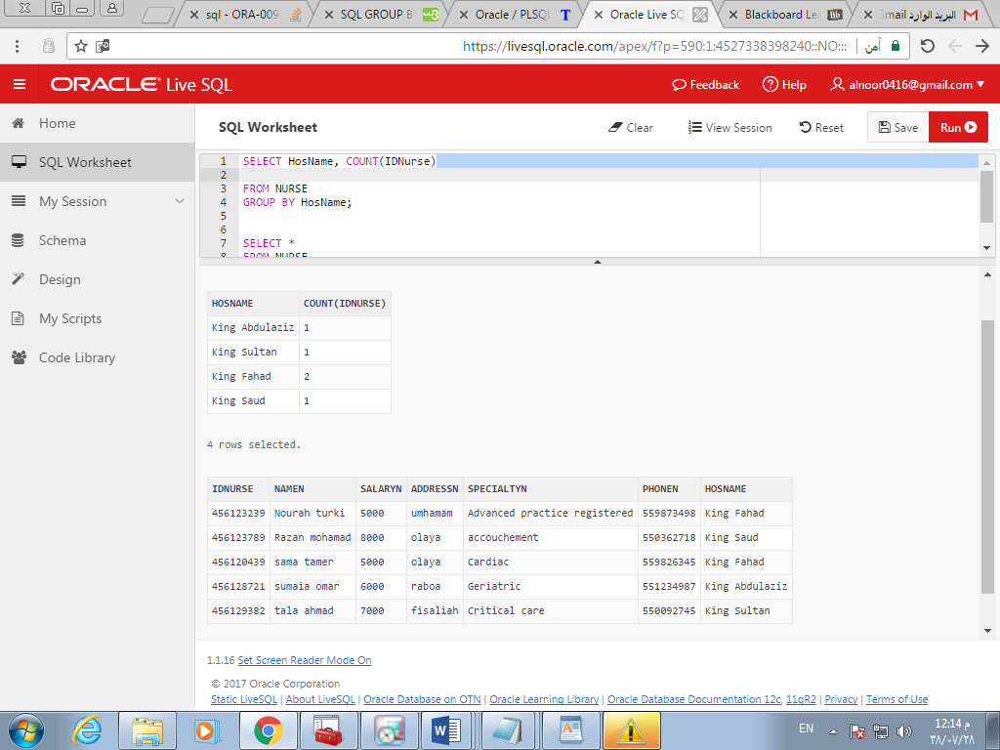 sql - ORA-009
SQL GROUP BY
Oracle / PLSQL
Oracle Live SQ
Blackboard Lea
البريد الوارد Gmail
https://livesql.oracle.com/apex/f?p=590:1:4527338398240::NO:::
آمن
ORACLE Live SQL
Feedback
Help
alnoor0416@gmail.com
Home
SQL Worksheet
My Session
Schema
Design
My Scripts
Code Library
SQL Worksheet
Clear
View Session
Reset
Save
Run
1 SELECT HosName, COUNT(IDNurse)
2
3 FROM NURSE
4 GROUP BY HosName;
5
6
7 SELECT *
8 FROM NURSE
HOSNAME COUNT(IDNURSE)
King Abdulaziz 1
King Sultan 1
King Fahad 2
King Saud 1
4 rows selected.
IDNURSE NAMEN SALARYN ADDRESSN SPECIALTYN PHONEN HOSNAME
456123239 Nourah turki 5000 umhamam Advanced practice registered 559873498 King Fahad
456123789 Razan mohamad 8000 olaya accouchement 550362718 King Saud
456120439 sama tamer 5000 olaya Cardiac 559826345 King Fahad
456128721 sumaia omar 6000 raboa Geriatric 551234987 King Abdulaziz
456129382 tala ahmad 7000 fisaliah Critical care 550092745 King Sultan
1.1.16 Set Screen Reader Mode On
© 2017 Oracle Corporation
Static LiveSQL | About LiveSQL | Oracle Database on OTN | Oracle Learning Library | Oracle Database Documentation 12c, 11gR2 | Privacy | Terms of Use
EN
12:14 م
٣٨/٠٧/٢٨